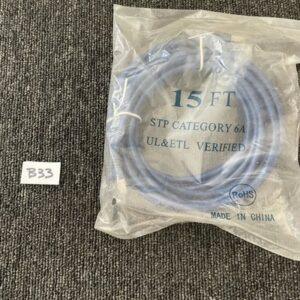 15 FT
STP CATEGORY 6A
UL&ETL VERIFIED
B33
RoHS
MADE IN CHINA